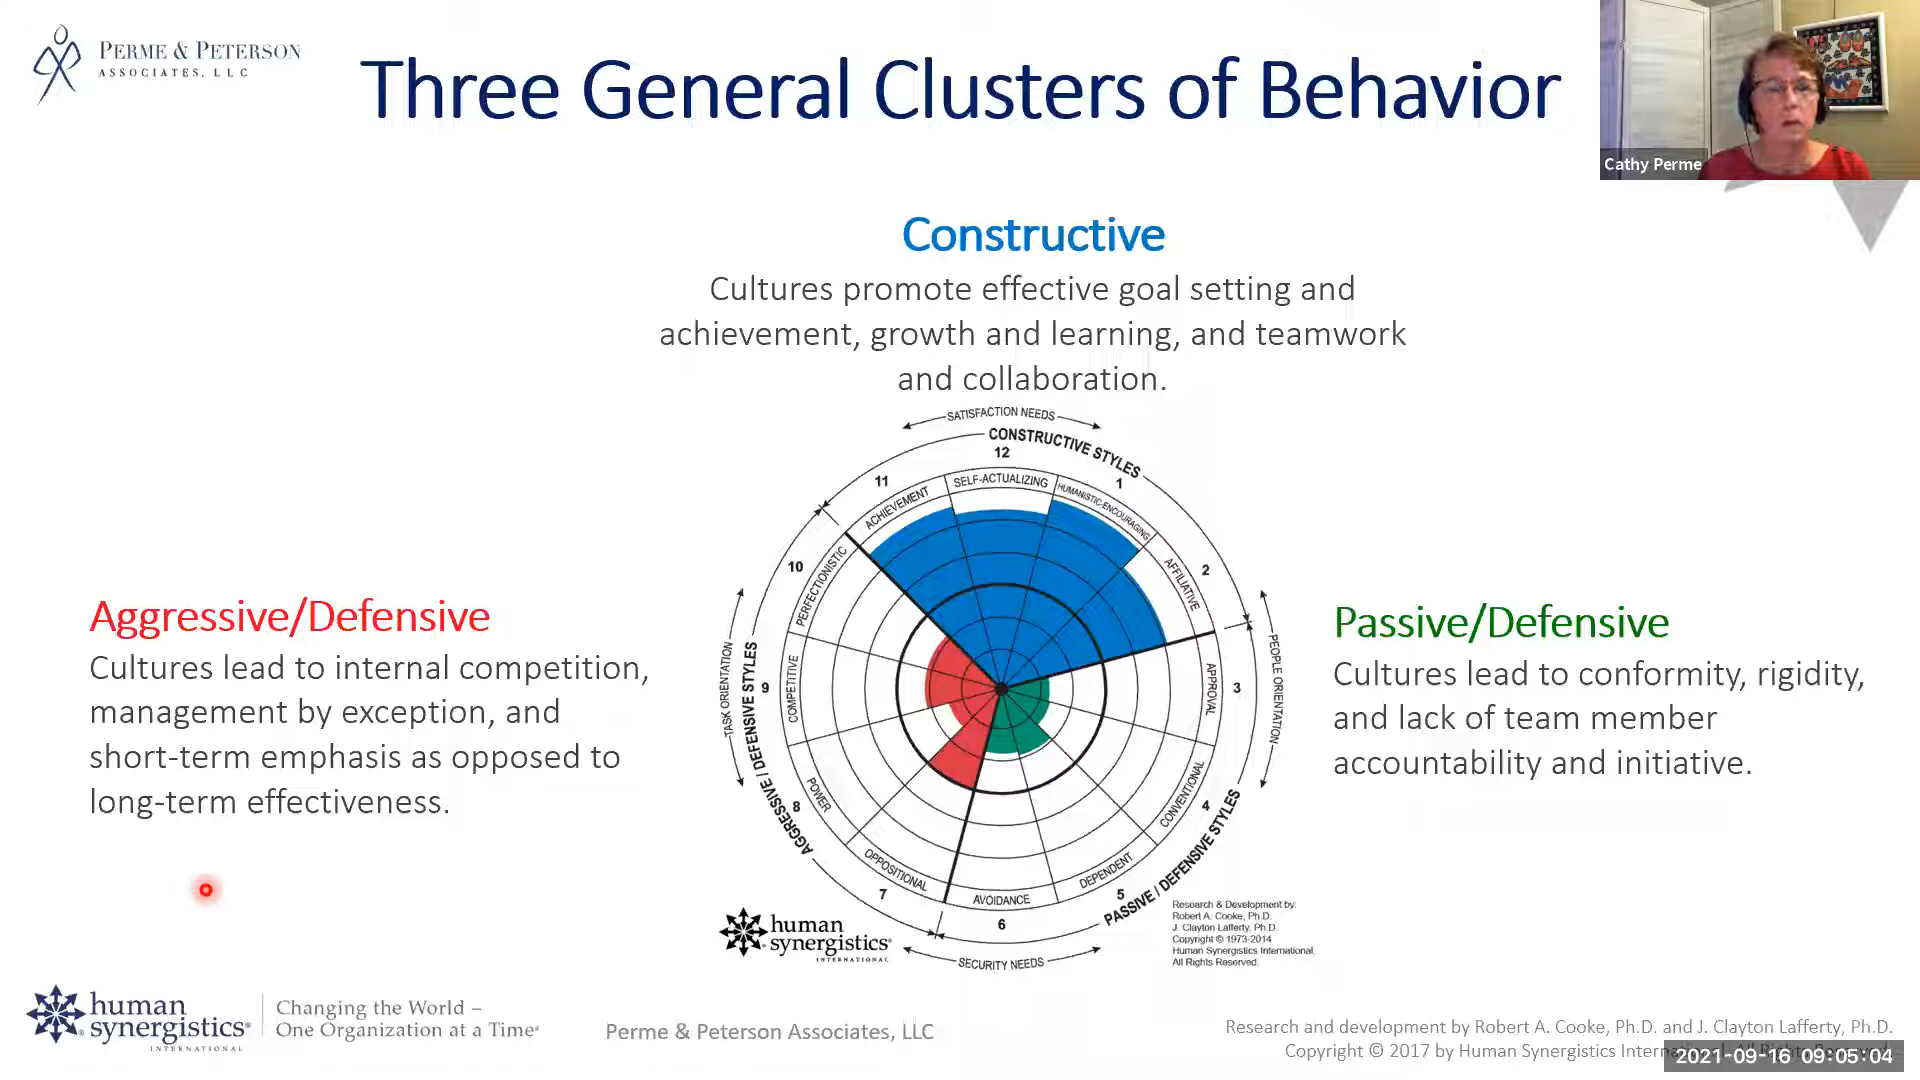 PERME & PETERSON
ASSOCIATES, LLC
Three General Clusters of Behavior
Cathy Perme
Constructive
Cultures promote effective goal setting and
achievement, growth and learning, and teamwork
and collaboration.
Aggressive/Defensive
Cultures lead to internal competition,
management by exception, and
short-term emphasis as opposed to
long-term effectiveness.
SATISFACTION NEEDS
CONSTRUCTIVE STYLES
12
11
1
SELF-ACTUALIZING
ACHIEVEMENT
HUMANISTIC-ENCOURAGING
10
2
PERFECTIONISTIC
AFFILIATIVE
TASK ORIENTATION
PEOPLE ORIENTATION
9
3
COMPETITIVE
APPROVAL
AGGRESSIVE / DEFENSIVE STYLES
8
4
POWER
CONVENTIONAL
OPPOSITIONAL
DEPENDENT
7
5
AVOIDANCE
6
PASSIVE / DEFENSIVE STYLES
SECURITY NEEDS
human
synergistics®
INTERNATIONAL
Research & Development by:
Robert A. Cooke, Ph.D.
J. Clayton Lafferty, Ph.D.
Copyright © 1973-2014
Human Synergistics International.
All Rights Reserved.
Passive/Defensive
Cultures lead to conformity, rigidity,
and lack of team member
accountability and initiative.
human
synergistics®
INTERNATIONAL
Changing the World –
One Organization at a Time®
Perme & Peterson Associates, LLC
Research and development by Robert A. Cooke, Ph.D. and J. Clayton Lafferty, Ph.D.
Copyright © 2017 by Human Synergistics
2021-09-16 09:05:04